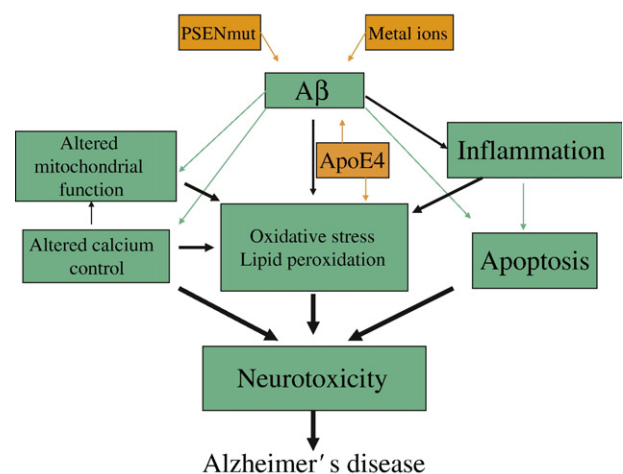 PSENmut
Metal ions
Aβ
Altered
mitochondrial
function
ApoE4
Inflammation
Altered calcium
control
Oxidative stress
Lipid peroxidation
Apoptosis
Neurotoxicity
Alzheimer's disease